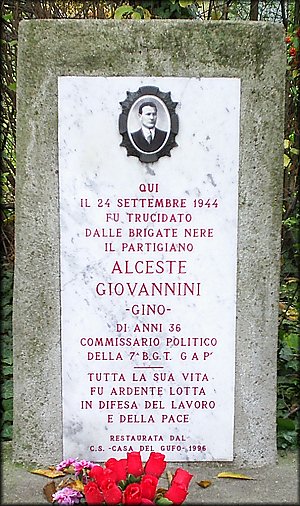 QUI
IL 24 SETTEMBRE 1944
FU TRUCIDATO
DALLE BRIGATE NERE
IL PARTIGIANO
ALCESTE
GIOVANNINI
-GINO-
DI ANNI 36
COMMISSARIO POLITICO
DELLA 7ª B.G.T. G A P
TUTTA LA SUA VITA
FU ARDENTE LOTTA
IN DIFESA DEL LAVORO
E DELLA PACE
RESTAURATA DAL
C.S. -CASA DEL GUFO- 1996